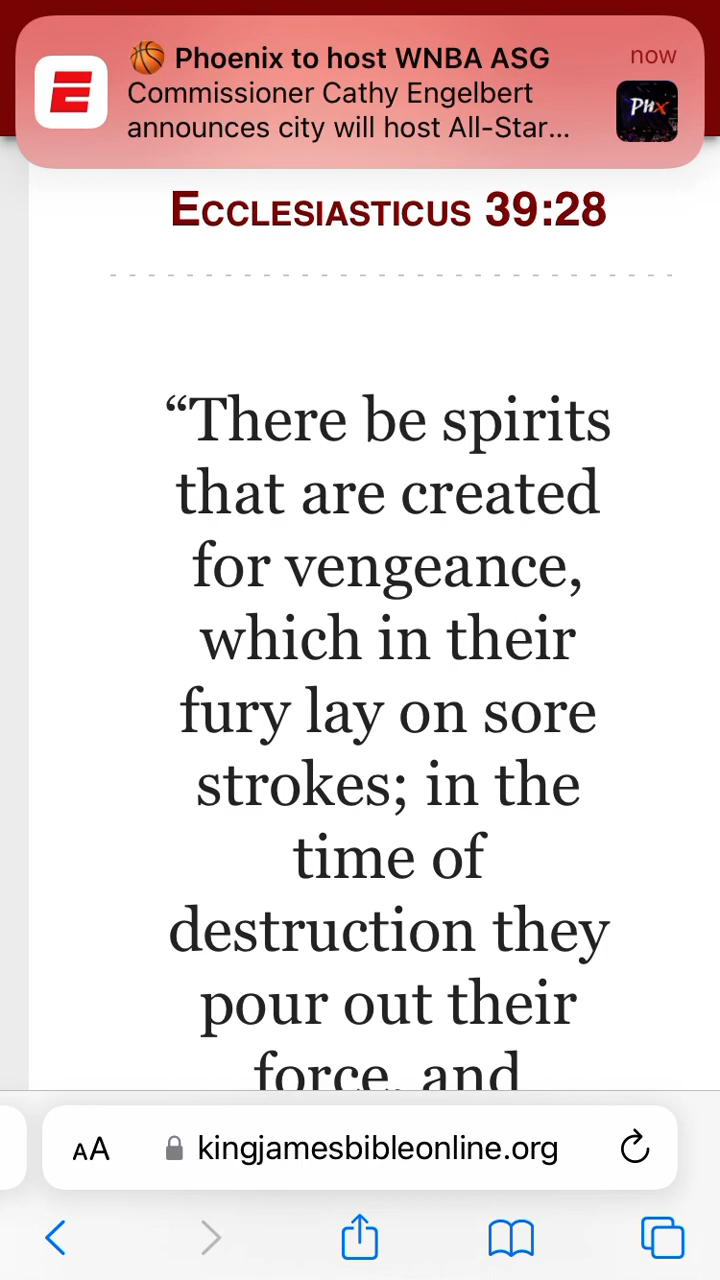 🏀 Phoenix to host WNBA ASG
now
Commissioner Cathy Engelbert
announces city will host All-Star...
PHX
ECCLESIASTICUS 39:28
“There be spirits
that are created
for vengeance,
which in their
fury lay on sore
strokes; in the
time of
destruction they
pour out their
force, and
AA
kingjamesbibleonline.org